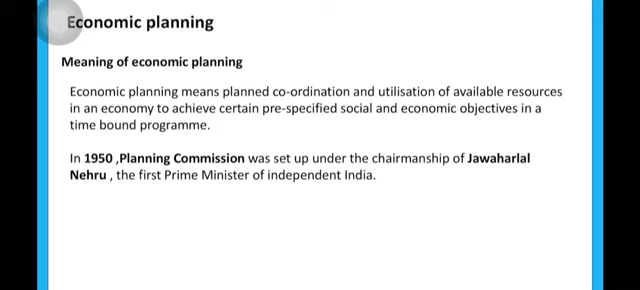 Economic planning
Meaning of economic planning
Economic planning means planned co-ordination and utilisation of available resources
in an economy to achieve certain pre-specified social and economic objectives in a
time bound programme.
In 1950 ,Planning Commission was set up under the chairmanship of Jawaharlal
Nehru , the first Prime Minister of independent India.